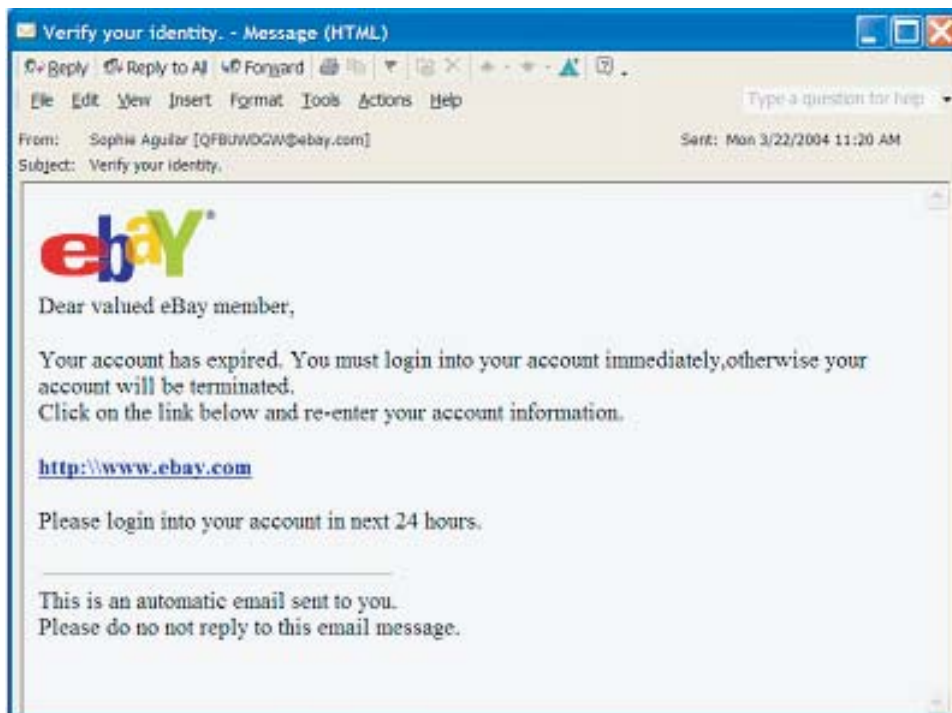 Verify your identity. - Message (HTML)
Reply Reply to All Forward
File Edit View Insert Format Tools Actions Help Type a question for help
From: Sophie Aguilar [QFBUWDGW@ebay.com] Sent: Mon 3/22/2004 11:20 AM
Subject: Verify your identity.
ebaY®
Dear valued eBay member,
Your account has expired. You must login into your account immediately,otherwise your
account will be terminated.
Click on the link below and re-enter your account information.
http:\\www.ebay.com
Please login into your account in next 24 hours.
This is an automatic email sent to you.
Please do no not reply to this email message.